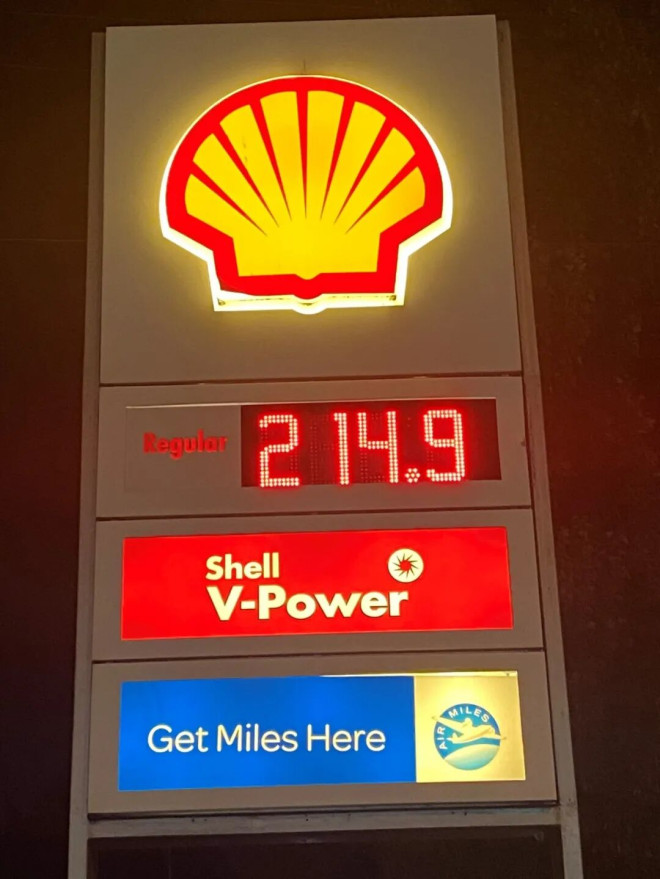 Regular 214.9
Shell
V-Power
Get Miles Here
AIR MILES